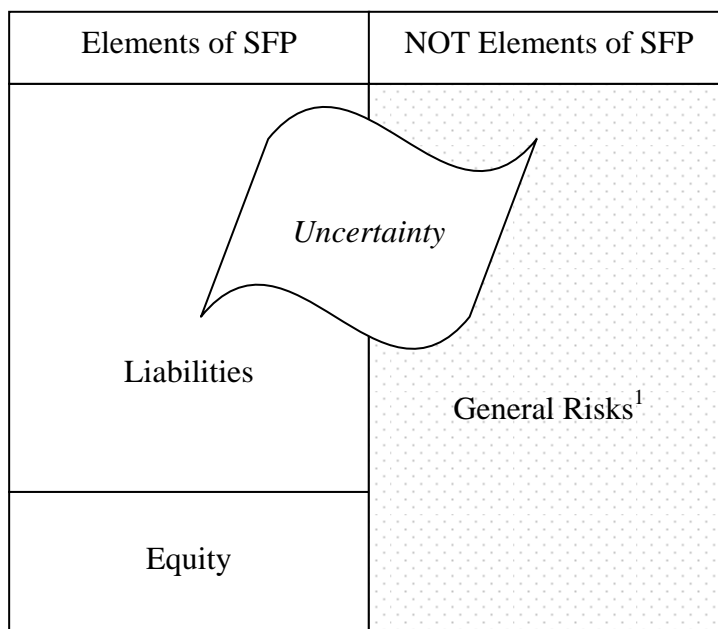 Elements of SFP
NOT Elements of SFP
Uncertainty
Liabilities
General Risks¹
Equity